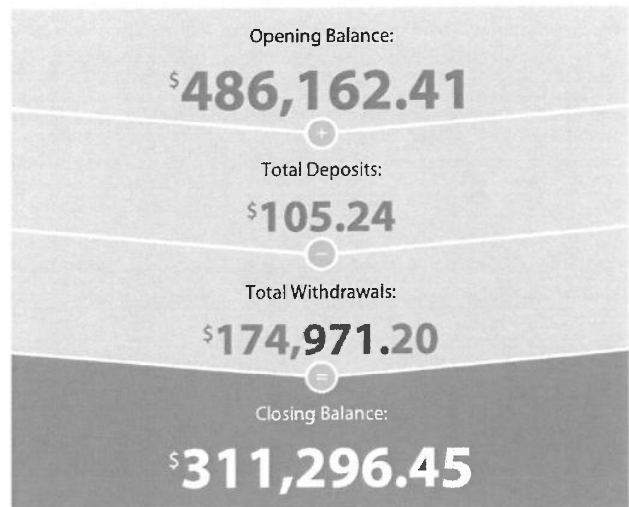 Opening Balance:
$486,162.41
+
Total Deposits:
$105.24
−
Total Withdrawals:
$174,971.20
=
Closing Balance:
$311,296.45